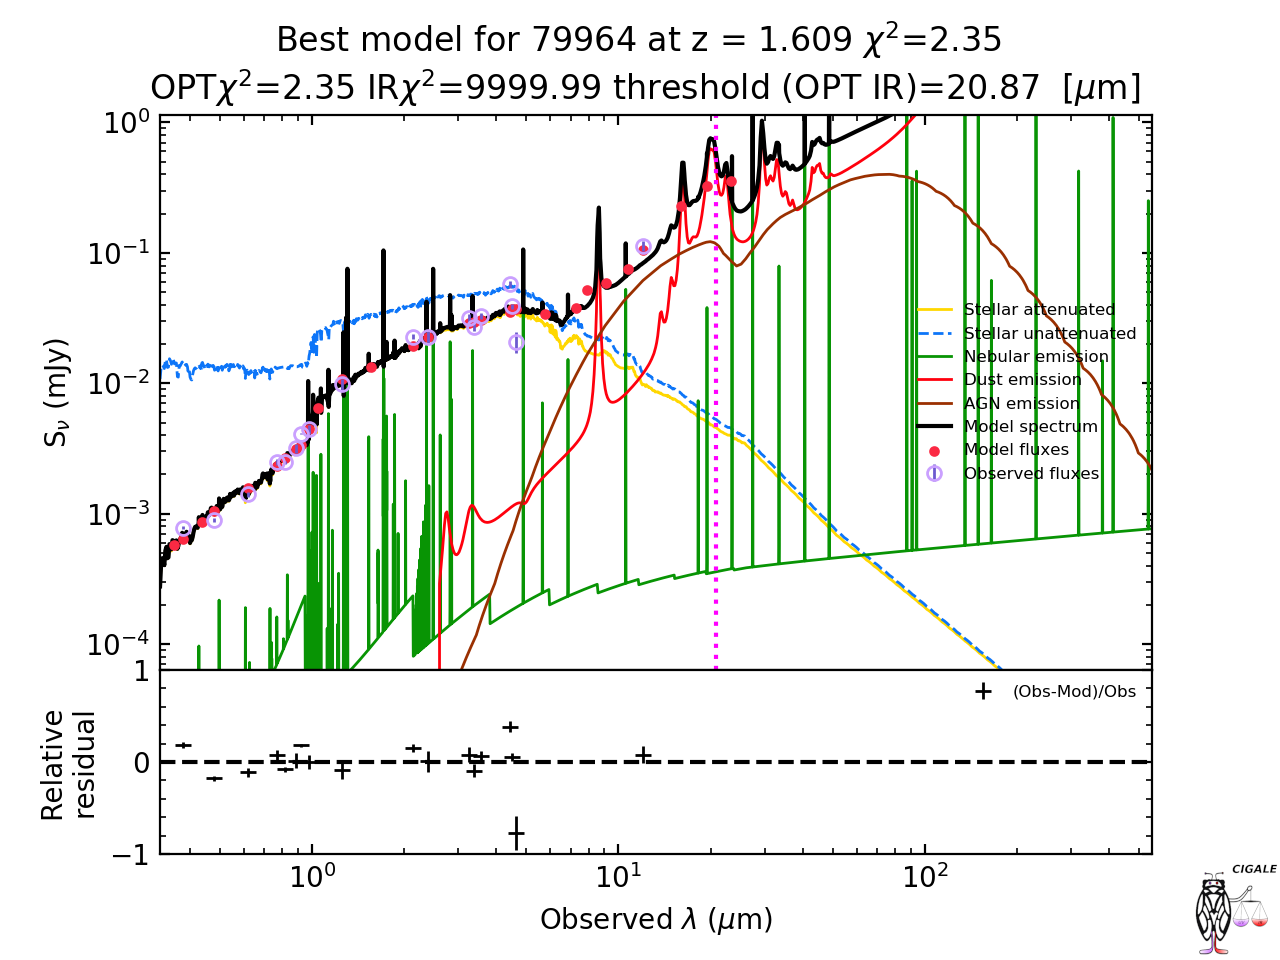 Best model for 79964 at z = 1.609 χ²=2.35
OPTχ²=2.35 IRχ²=9999.99 threshold (OPT IR)=20.87 [μm]
10⁰
10⁻¹
10⁻²
10⁻³
10⁻⁴
Sν (mJy)
Stellar attenuated
Stellar unattenuated
Nebular emission
Dust emission
AGN emission
Model spectrum
Model fluxes
Observed fluxes
1
0
−1
Relative
residual
(Obs-Mod)/Obs
10⁰
10¹
10²
Observed λ (μm)
CIGALE